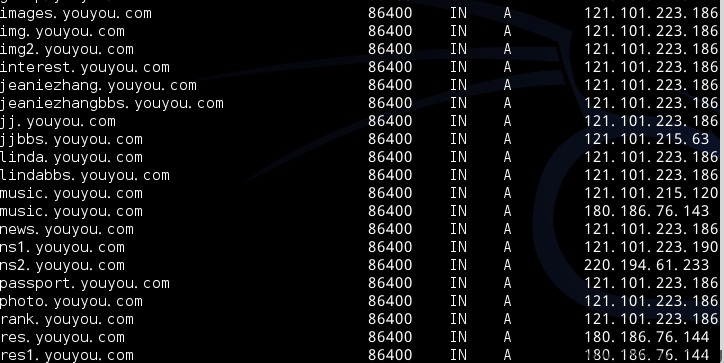 images.youyou.com 86400 IN A 121.101.223.186
img.youyou.com 86400 IN A 121.101.223.186
img2.youyou.com 86400 IN A 121.101.223.186
interest.youyou.com 86400 IN A 121.101.223.186
jeaniezhang.youyou.com 86400 IN A 121.101.223.186
jeaniezhangbbs.youyou.com 86400 IN A 121.101.223.186
jj.youyou.com 86400 IN A 121.101.223.186
jjbbs.youyou.com 86400 IN A 121.101.215.63
linda.youyou.com 86400 IN A 121.101.223.186
lindabbs.youyou.com 86400 IN A 121.101.223.186
music.youyou.com 86400 IN A 121.101.215.120
music.youyou.com 86400 IN A 180.186.76.143
news.youyou.com 86400 IN A 121.101.223.186
ns1.youyou.com 86400 IN A 121.101.223.190
ns2.youyou.com 86400 IN A 220.194.61.233
passport.youyou.com 86400 IN A 121.101.223.186
photo.youyou.com 86400 IN A 121.101.223.186
rank.youyou.com 86400 IN A 121.101.223.186
res.youyou.com 86400 IN A 180.186.76.144
res1.youyou.com 86400 IN A 180.186.76.144